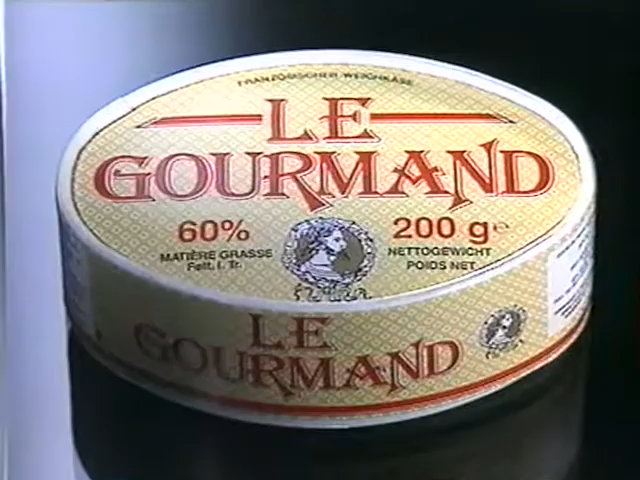 FRANZÖSISCHER WEICHKÄSE
LE
GOURMAND
60%
MATIÈRE GRASSE
Fett. i. Tr.
200 g e
NETTOGEWICHT
POIDS NET
LE
GOURMAND